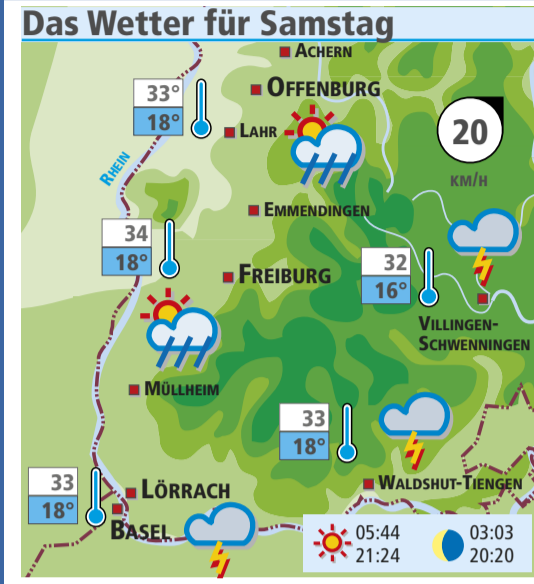 Das Wetter für Samstag
ACHERN
33°
18°
OFFENBURG
LAHR
20
KM/H
RHEIN
EMMENDINGEN
34
18°
FREIBURG
32
16°
VILLINGEN-
SCHWENNINGEN
MÜLLHEIM
33
18°
33
18°
LÖRRACH
BASEL
WALDSHUT-TIENGEN
05:44
21:24
03:03
20:20